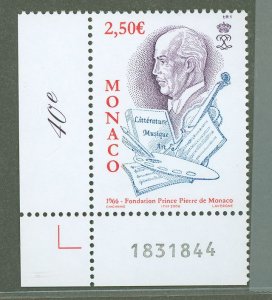 2,50€
40e
MONACO
Littérature
Musique
Art
1966 - Fondation Prince Pierre de Monaco
1831844